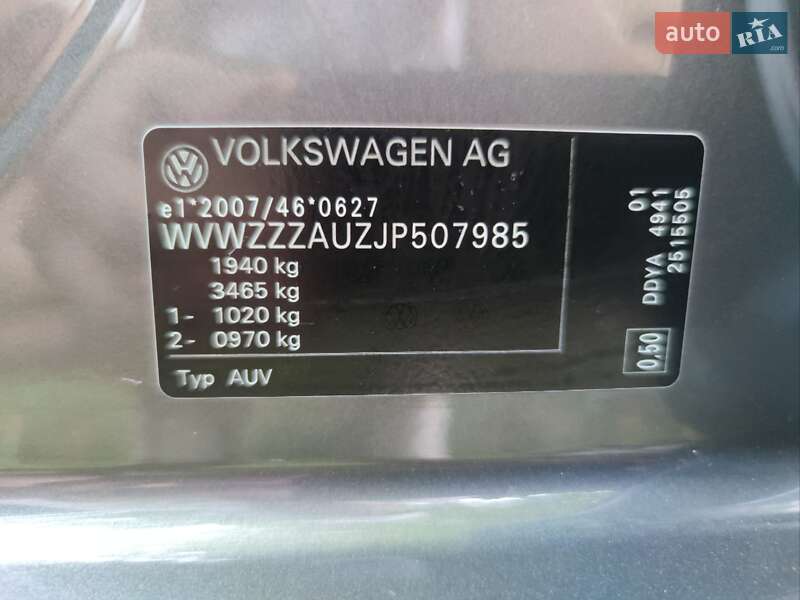 auto RIA.com
VOLKSWAGEN AG
e1*2007/46*0627
WVWZZZAUZJP507985
1940 kg
3465 kg
1- 1020 kg
2- 0970 kg
Typ AUV
01
DDYA 4941
2515505
0,50